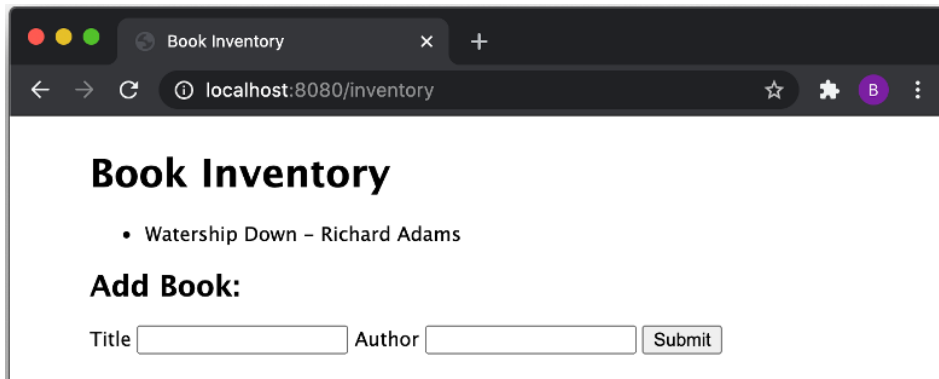 Book Inventory
localhost:8080/inventory
B
Book Inventory
• Watership Down – Richard Adams
Add Book:
Title Author Submit